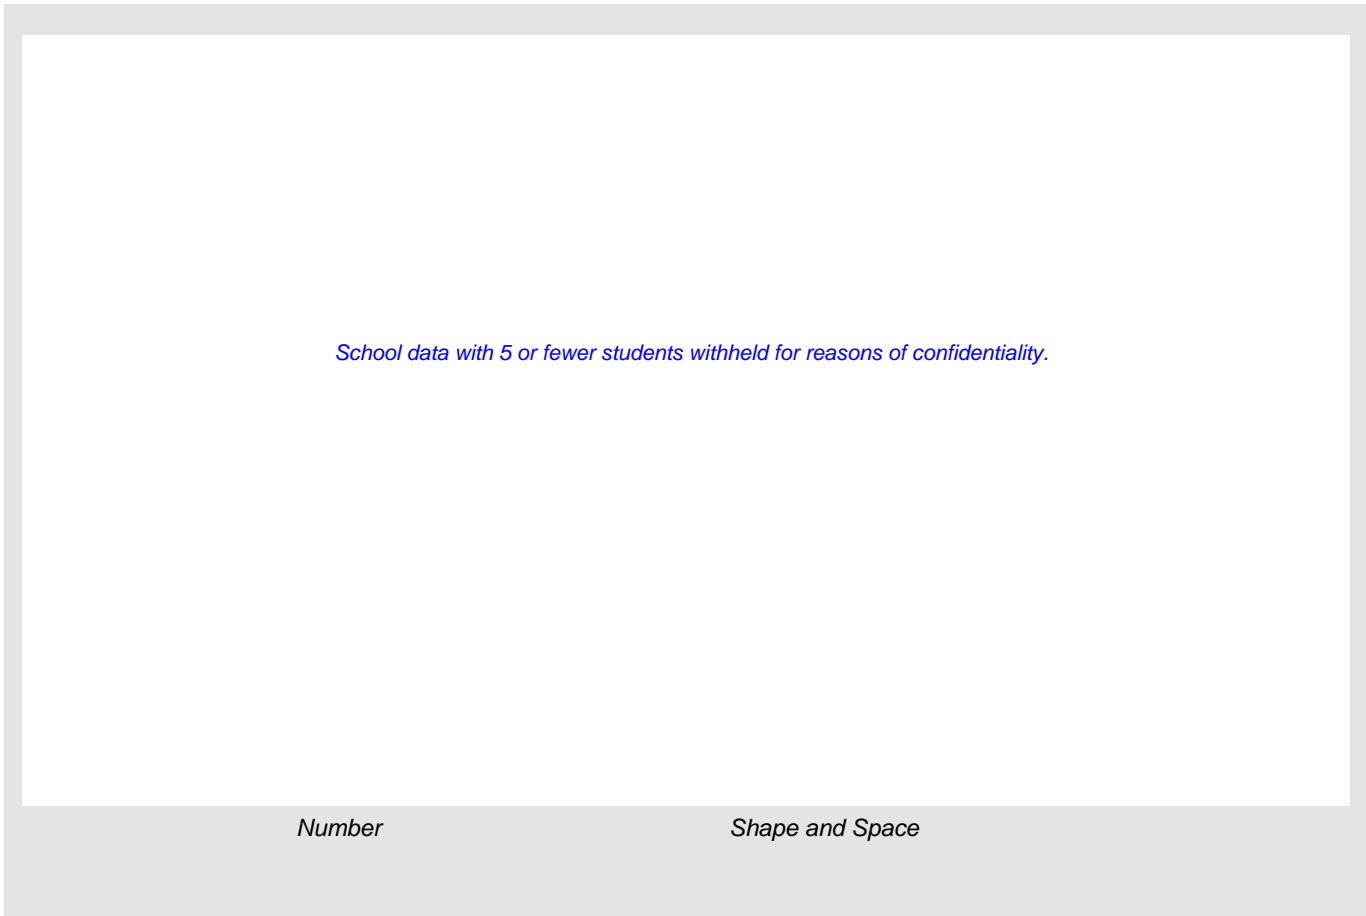 School data with 5 or fewer students withheld for reasons of confidentiality.
Number Shape and Space